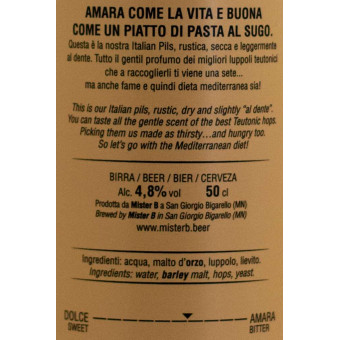 AMARA COME LA VITA E BUONA
COME UN PIATTO DI PASTA AL SUGO.
Questa è la nostra Italian Pils, rustica, secca e leggermente
al dente. Tutto il gentil profumo dei migliori luppoli teutonici
che a raccoglierli ti viene una sete...
ma anche fame e quindi dieta mediterranea sia!
This is our Italian pils, rustic, dry and slightly "al dente".
You can taste all the gentle scent of the best Teutonic hops.
Picking them us made as thirsty...and hungry too.
So let's go with the Mediterranean diet!
BIRRA / BEER / BIER / CERVEZA
Alc. 4,8% vol 50 cl
Prodotta da Mister B in San Giorgio Bigarello (MN)
Brewed by Mister B in San Giorgio Bigarello (MN)
www.misterb.beer
Ingredienti: acqua, malto d'orzo, luppolo, lievito.
Ingredients: water, barley malt, hops, yeast.
DOLCE AMARA
SWEET BITTER